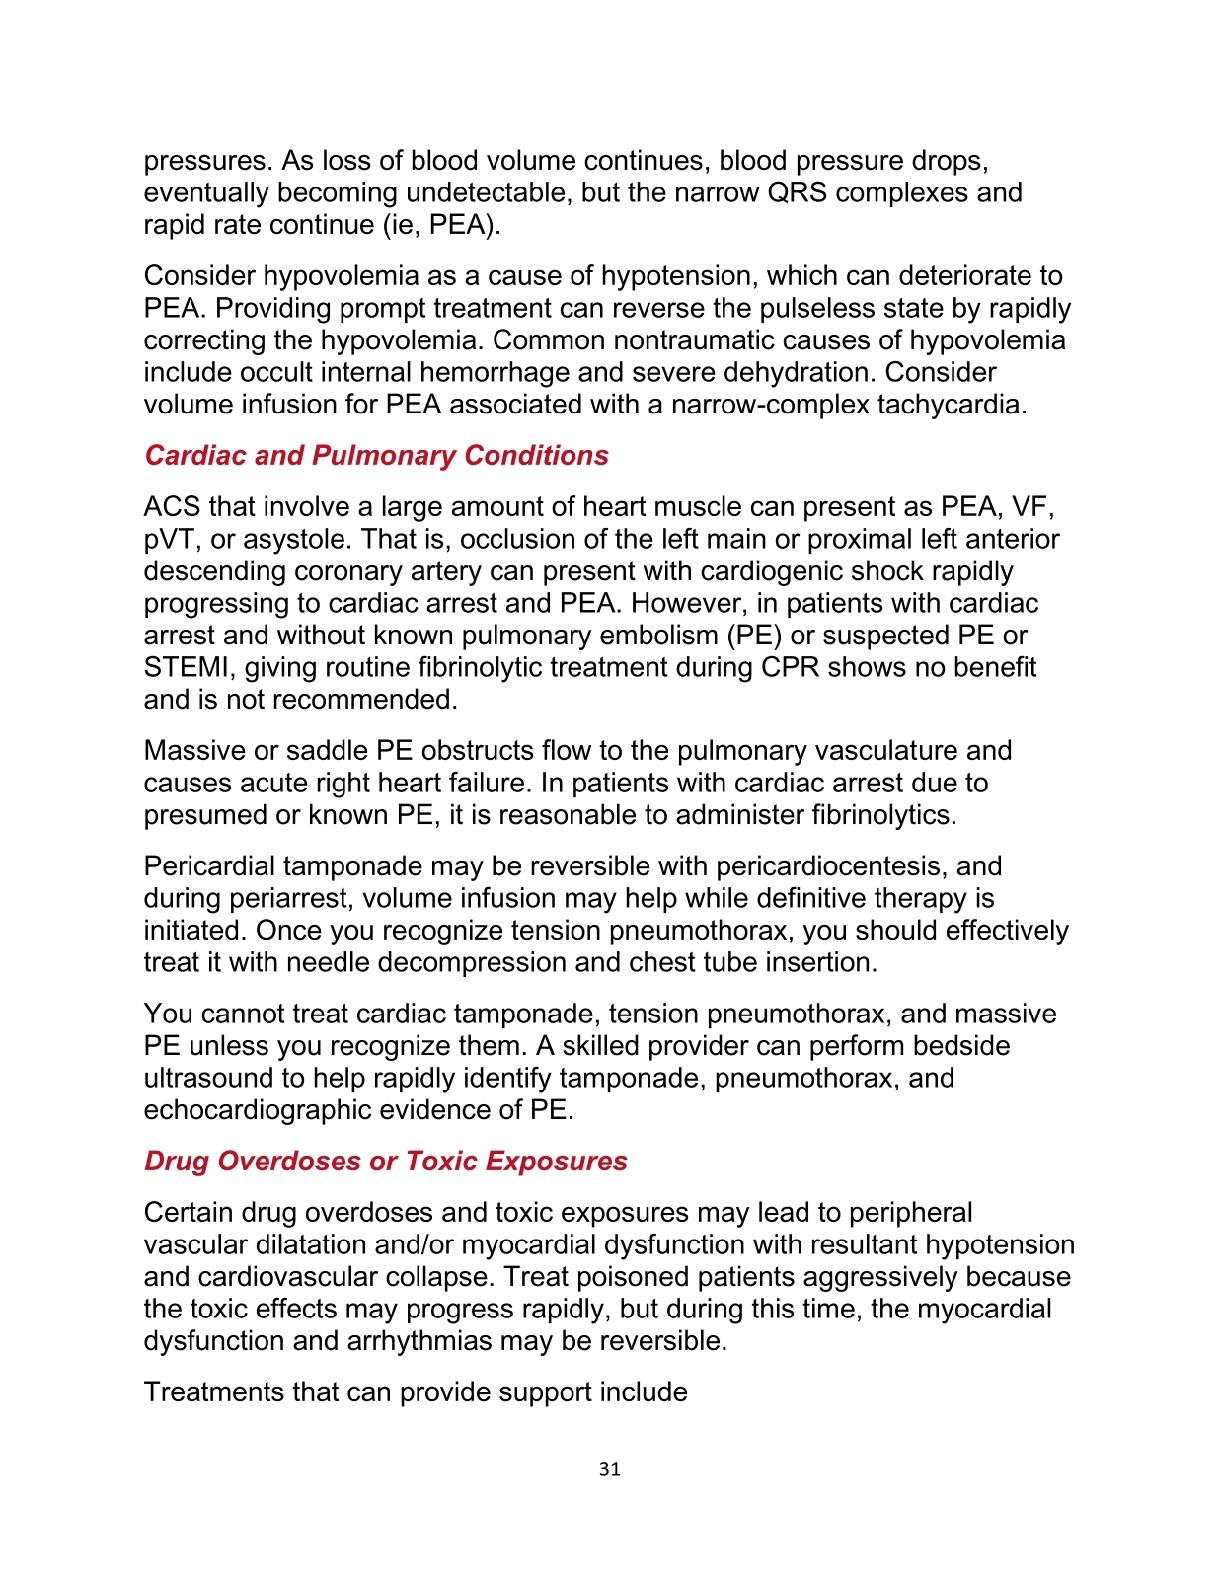 pressures. As loss of blood volume continues, blood pressure drops,
eventually becoming undetectable, but the narrow QRS complexes and
rapid rate continue (ie, PEA).
Consider hypovolemia as a cause of hypotension, which can deteriorate to
PEA. Providing prompt treatment can reverse the pulseless state by rapidly
correcting the hypovolemia. Common nontraumatic causes of hypovolemia
include occult internal hemorrhage and severe dehydration. Consider
volume infusion for PEA associated with a narrow-complex tachycardia.
Cardiac and Pulmonary Conditions
ACS that involve a large amount of heart muscle can present as PEA, VF,
pVT, or asystole. That is, occlusion of the left main or proximal left anterior
descending coronary artery can present with cardiogenic shock rapidly
progressing to cardiac arrest and PEA. However, in patients with cardiac
arrest and without known pulmonary embolism (PE) or suspected PE or
STEMI, giving routine fibrinolytic treatment during CPR shows no benefit
and is not recommended.
Massive or saddle PE obstructs flow to the pulmonary vasculature and
causes acute right heart failure. In patients with cardiac arrest due to
presumed or known PE, it is reasonable to administer fibrinolytics.
Pericardial tamponade may be reversible with pericardiocentesis, and
during periarrest, volume infusion may help while definitive therapy is
initiated. Once you recognize tension pneumothorax, you should effectively
treat it with needle decompression and chest tube insertion.
You cannot treat cardiac tamponade, tension pneumothorax, and massive
PE unless you recognize them. A skilled provider can perform bedside
ultrasound to help rapidly identify tamponade, pneumothorax, and
echocardiographic evidence of PE.
Drug Overdoses or Toxic Exposures
Certain drug overdoses and toxic exposures may lead to peripheral
vascular dilatation and/or myocardial dysfunction with resultant hypotension
and cardiovascular collapse. Treat poisoned patients aggressively because
the toxic effects may progress rapidly, but during this time, the myocardial
dysfunction and arrhythmias may be reversible.
Treatments that can provide support include
31